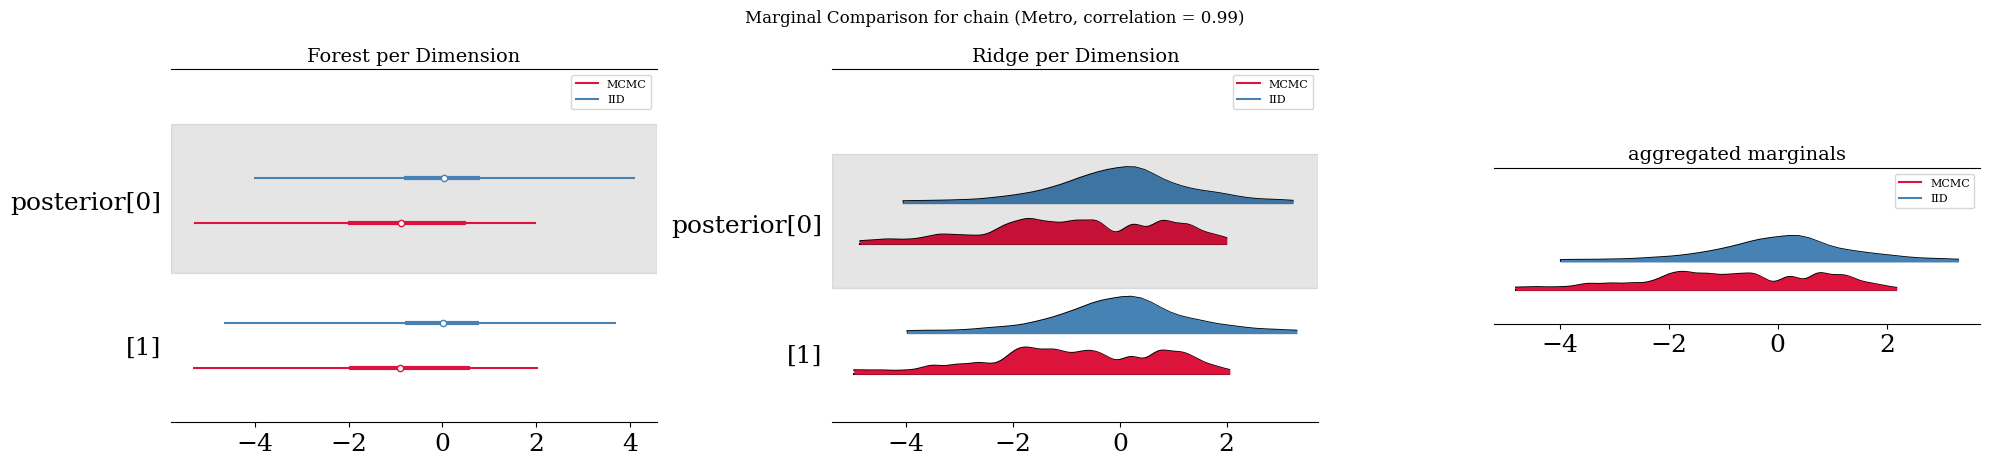 Marginal Comparison for chain (Metro, correlation = 0.99)
Forest per Dimension
MCMC
IID
posterior[0]
[1]
−4 −2 0 2 4
Ridge per Dimension
MCMC
IID
posterior[0]
[1]
−4 −2 0 2
aggregated marginals
MCMC
IID
−4 −2 0 2